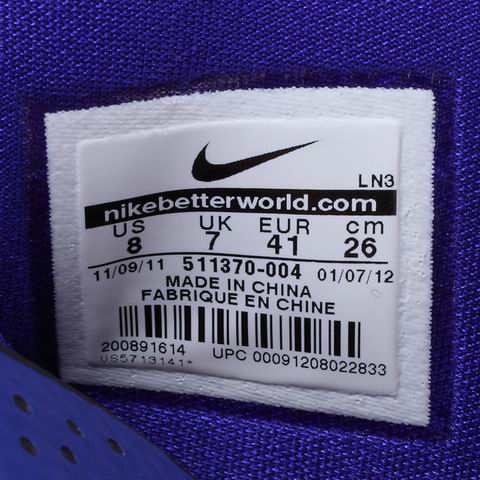 LN3
nikebetterworld.com
US UK EUR cm
8 7 41 26
11/09/11 511370-004 01/07/12
MADE IN CHINA
FABRIQUE EN CHINE
200891614 UPC 00091208022833
US5713141*